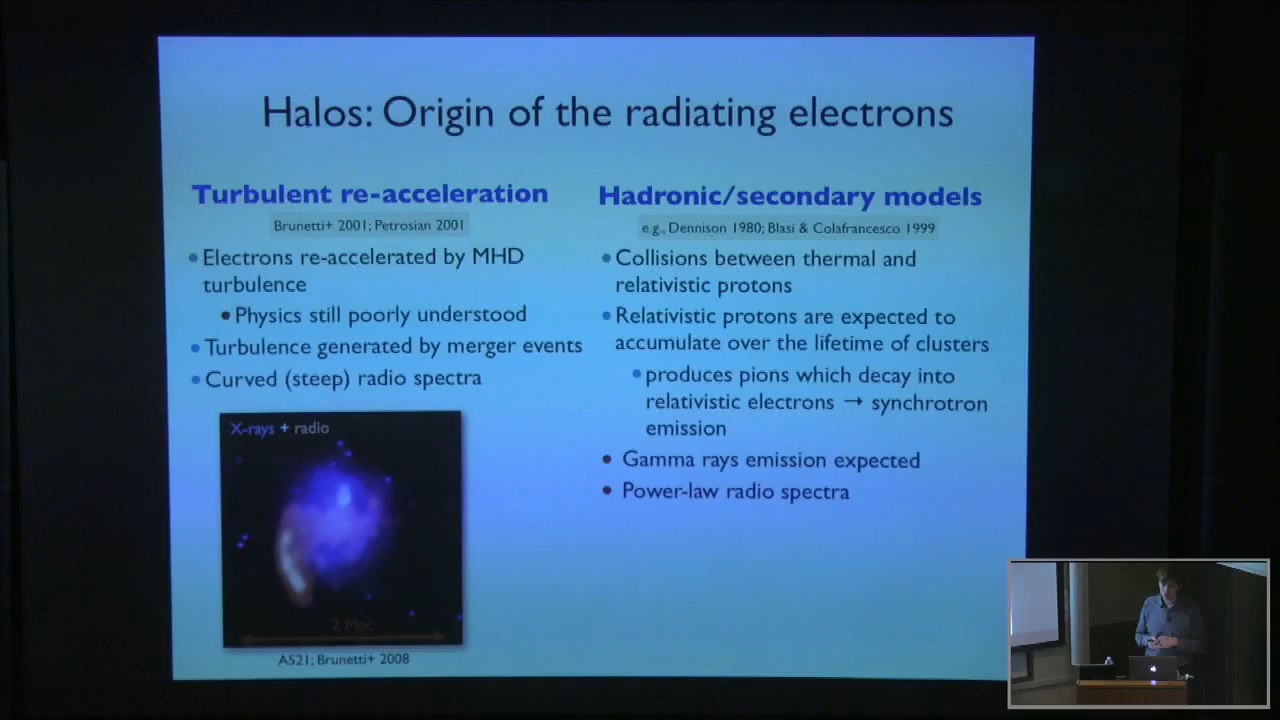 Halos: Origin of the radiating electrons
Turbulent re-acceleration
Brunetti+ 2001; Petrosian 2001
•Electrons re-accelerated by MHD
turbulence
•Physics still poorly understood
•Turbulence generated by merger events
•Curved (steep) radio spectra
X-rays + radio
2 Mpc
A521; Brunetti+ 2008
Hadronic/secondary models
e.g., Dennison 1980; Blasi & Colafrancesco 1999
•Collisions between thermal and
relativistic protons
•Relativistic protons are expected to
accumulate over the lifetime of clusters
•produces pions which decay into
relativistic electrons → synchrotron
emission
• Gamma rays emission expected
• Power-law radio spectra